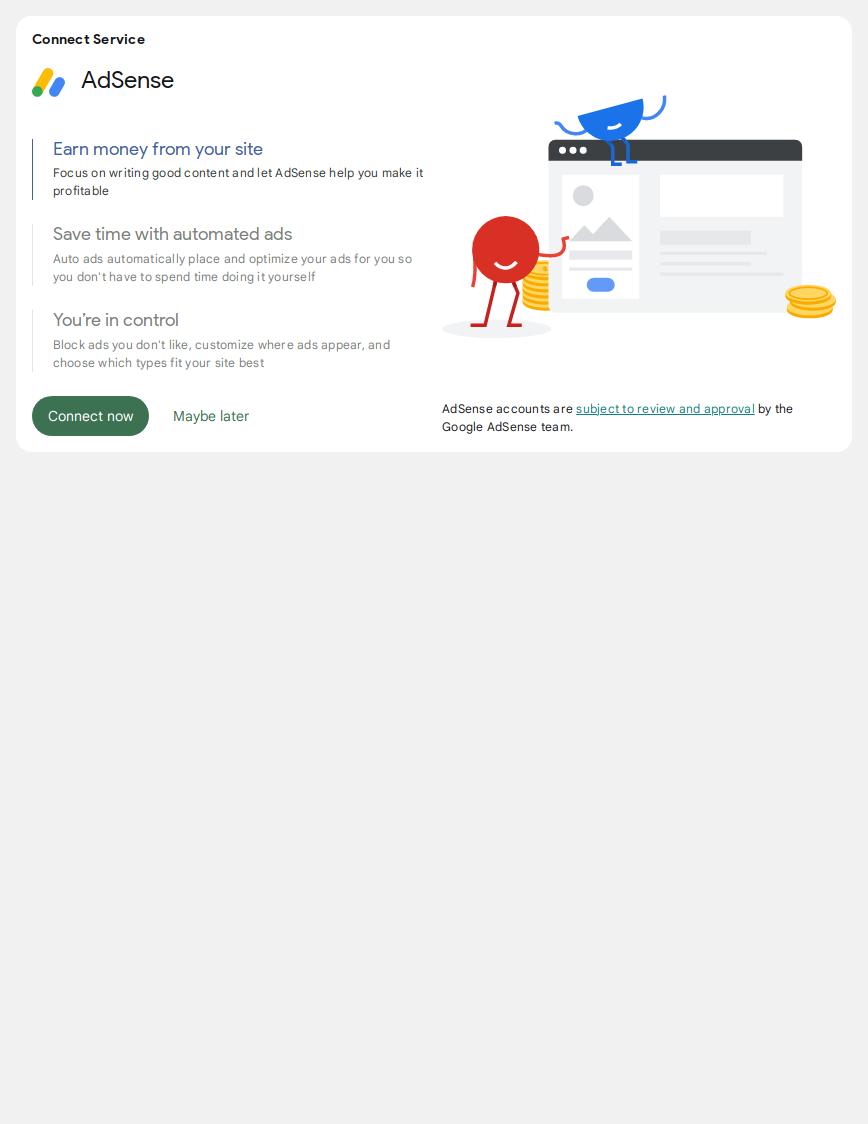 Connect Service
AdSense
Earn money from your site
Focus on writing good content and let AdSense help you make it
profitable
Save time with automated ads
Auto ads automatically place and optimize your ads for you so
you don't have to spend time doing it yourself
You’re in control
Block ads you don't like, customize where ads appear, and
choose which types fit your site best
Connect now
Maybe later
AdSense accounts are subject to review and approval by the
Google AdSense team.